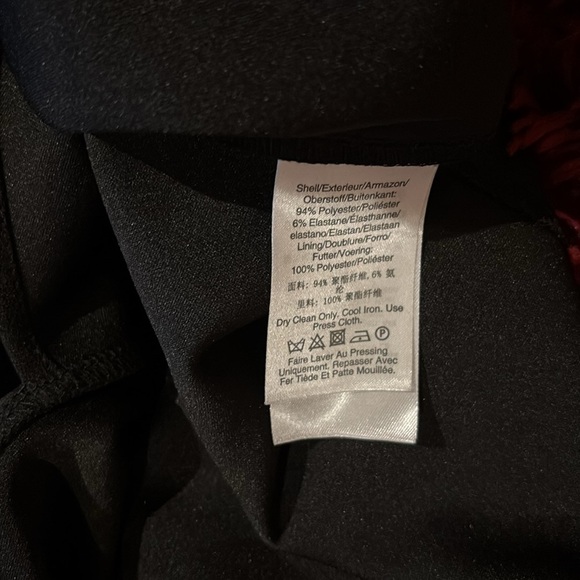 Shell/Exterieur/Armazon/
Oberstoff/Buitenkant:
94% Polyester/Poliéster
6% Elastane/Élasthanne/
elastano/Elastan/Elastaan
Lining/Doublure/Forro/
Futter/Voering:
100% Polyester/Poliéster
面料: 94% 聚酯纤维,6% 氨
纶
里料: 100% 聚酯纤维
Dry Clean Only. Cool Iron. Use
Press Cloth.
P
Faire Laver Au Pressing
Uniquement. Repasser Avec
Fer Tiède Et Patte Mouillée.